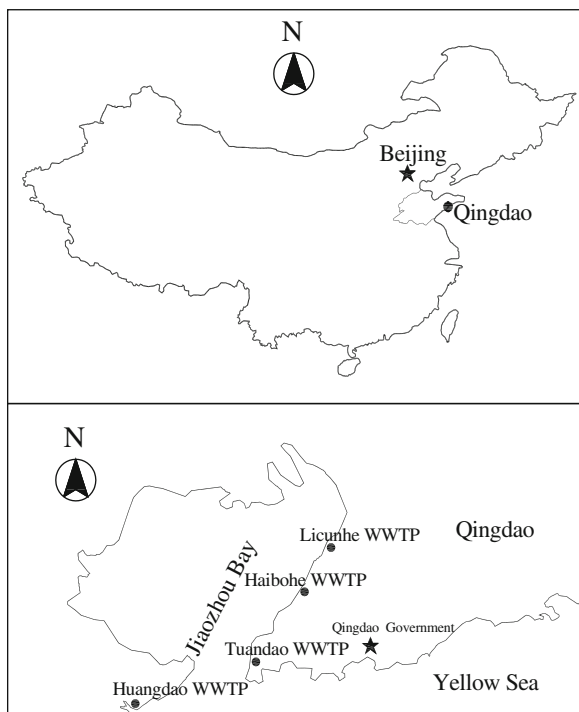 N
Beijing
Qingdao
N
Licunhe WWTP
Qingdao
Jiaozhou Bay
Haibohe WWTP
Qingdao Government
Tuandao WWTP
Huangdao WWTP
Yellow Sea